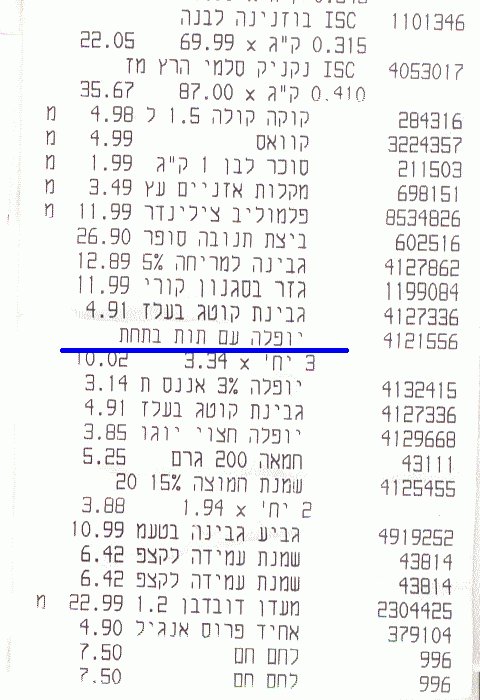 1101346 ISC בוזנינה לבנה
0.315 ק"ג x 69.99 22.05
4053017 ISC נקניק סלמי הרץ מז
0.410 ק"ג x 87.00 35.67
284316 קוקה קולה 1.5 ל 4.98 מ
3224357 קוואס 4.99 מ
211503 סוכר לבן 1 ק"ג 1.99 מ
698151 מקלות אזניים עץ 3.49 מ
8534826 פלמוליב צילינדר 11.99 מ
602516 ביצת תנובה סופר 26.90
4127862 גבינה למריחה 5% 12.89
1199084 גזר בסגנון קורי 11.99
4127336 גבינת קוטג בעלז 4.91
4121556 יופלה עם תות בתחת
3 יח' x 3.34 10.02
4132415 יופלה 3% אננס ת 3.14
4127336 גבינת קוטג בעלז 4.91
4129668 יופלה חצוי יוגו 3.85
43111 חמאה 200 גרם 5.25
4125455 שמנת חמוצה 15% 20
2 יח' x 1.94 3.88
4919252 גביע גבינה בטעמ 10.99
43814 שמנת עמידה לקצפ 6.42
43814 שמנת עמידה לקצפ 6.42
2304425 מעדן דובדבן 1.2 22.99 מ
379104 אחיד פרוס אנגיל 4.90
996 לחם חם 7.50
996 לחם חם 7.50